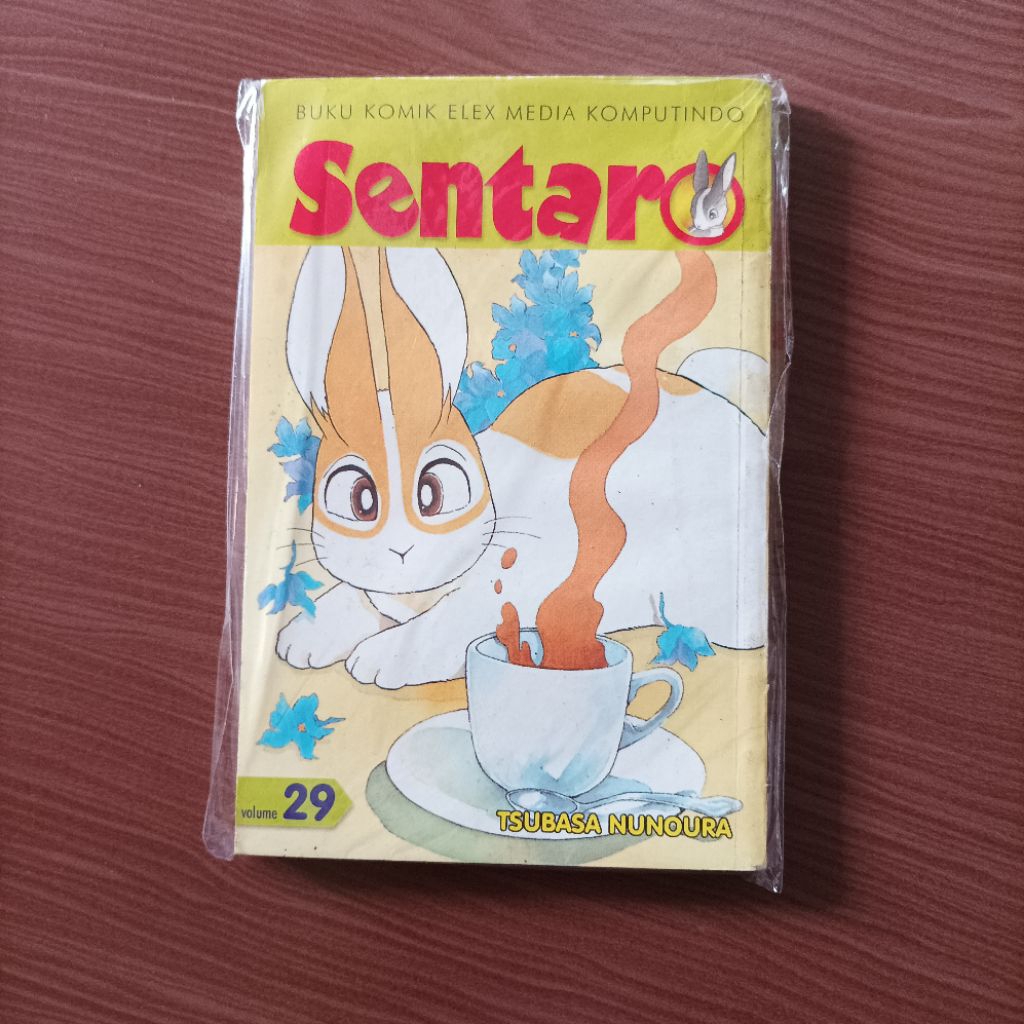 BUKU KOMIK ELEX MEDIA KOMPUTINDO
Sentaro
volume 29
TSUBASA NUNOURA